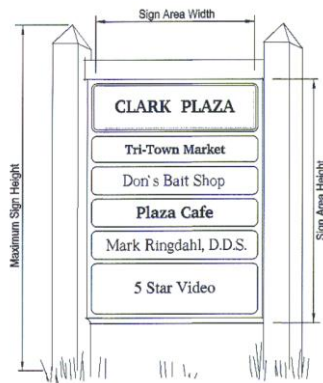 Sign Area Width
Maximum Sign Height
CLARK PLAZA
Tri-Town Market
Don`s Bait Shop
Plaza Cafe
Mark Ringdahl, D.D.S.
5 Star Video
Sign Area Height